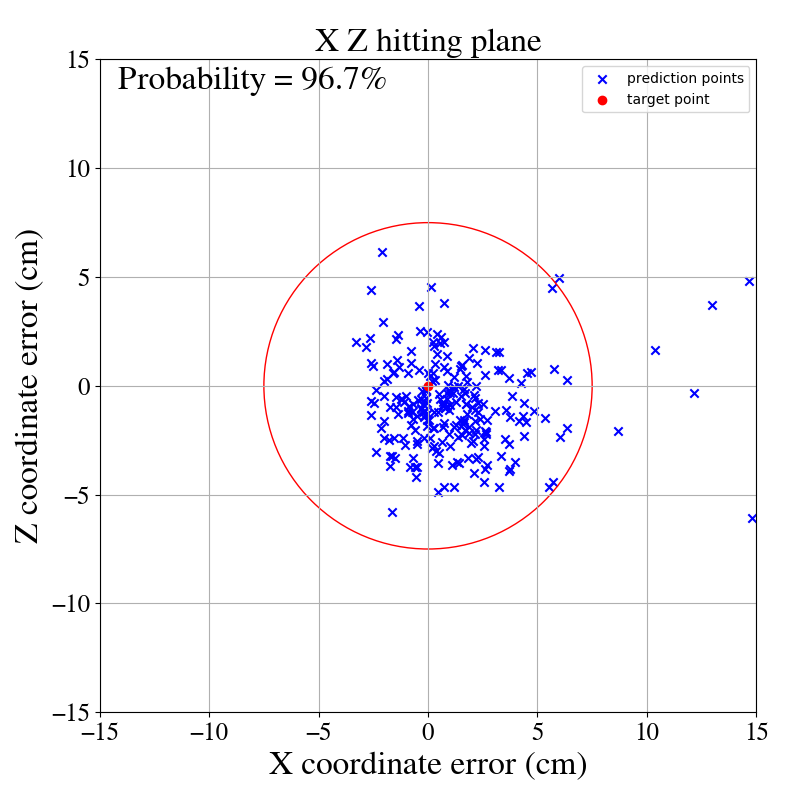 X Z hitting plane
Probability = 96.7%
prediction points
target point
Z coordinate error (cm)
15
10
5
0
−5
−10
−15
−15
−10
−5
0
5
10
15
X coordinate error (cm)